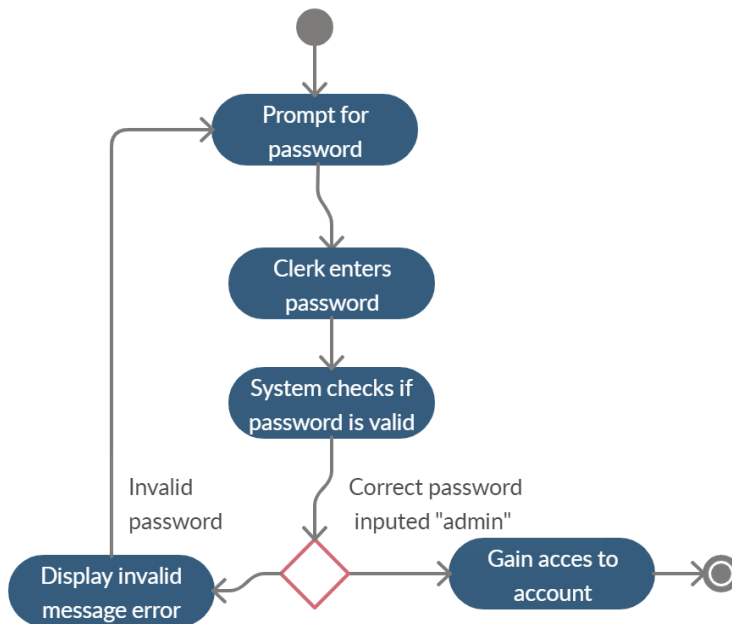 Prompt for
password
Clerk enters
password
System checks if
password is valid
Invalid
password
Correct password
inputed "admin"
Display invalid
message error
Gain acces to
account